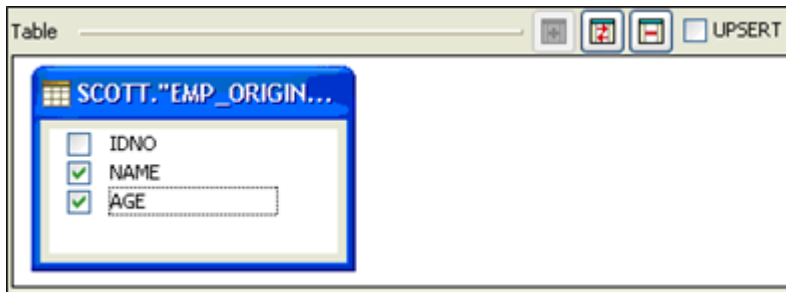 Table
UPSERT
SCOTT."EMP_ORIGIN...
IDNO
NAME
AGE